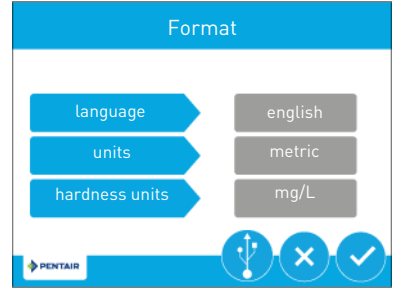 Format
language
english
units
metric
hardness units
mg/L
PENTAIR